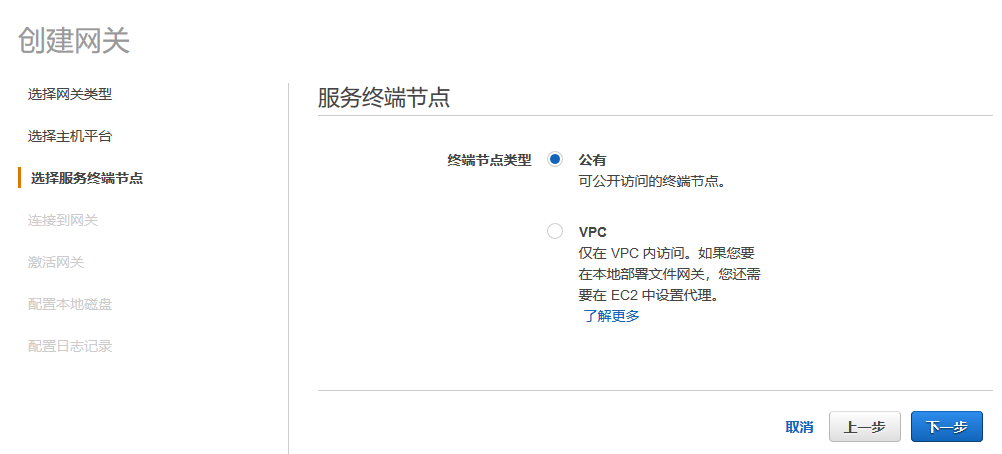 创建网关
选择网关类型
选择主机平台
选择服务终端节点
连接到网关
激活网关
配置本地磁盘
配置日志记录
服务终端节点
终端节点类型
公有
可公开访问的终端节点。
VPC
仅在 VPC 内访问。如果您要
在本地部署文件网关，您还需
要在 EC2 中设置代理。
了解更多
取消
上一步
下一步